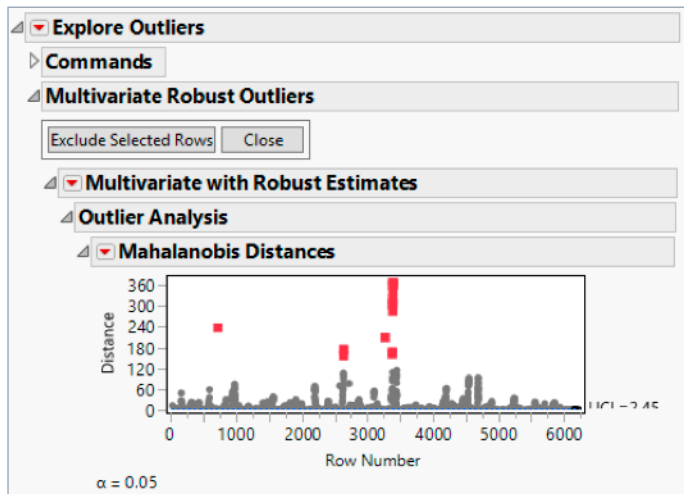 Explore Outliers
Commands
Multivariate Robust Outliers
Exclude Selected Rows Close
Multivariate with Robust Estimates
Outlier Analysis
Mahalanobis Distances
360
300
240
180
120
60
0
Distance
0 1000 2000 3000 4000 5000 6000
Row Number
α = 0.05